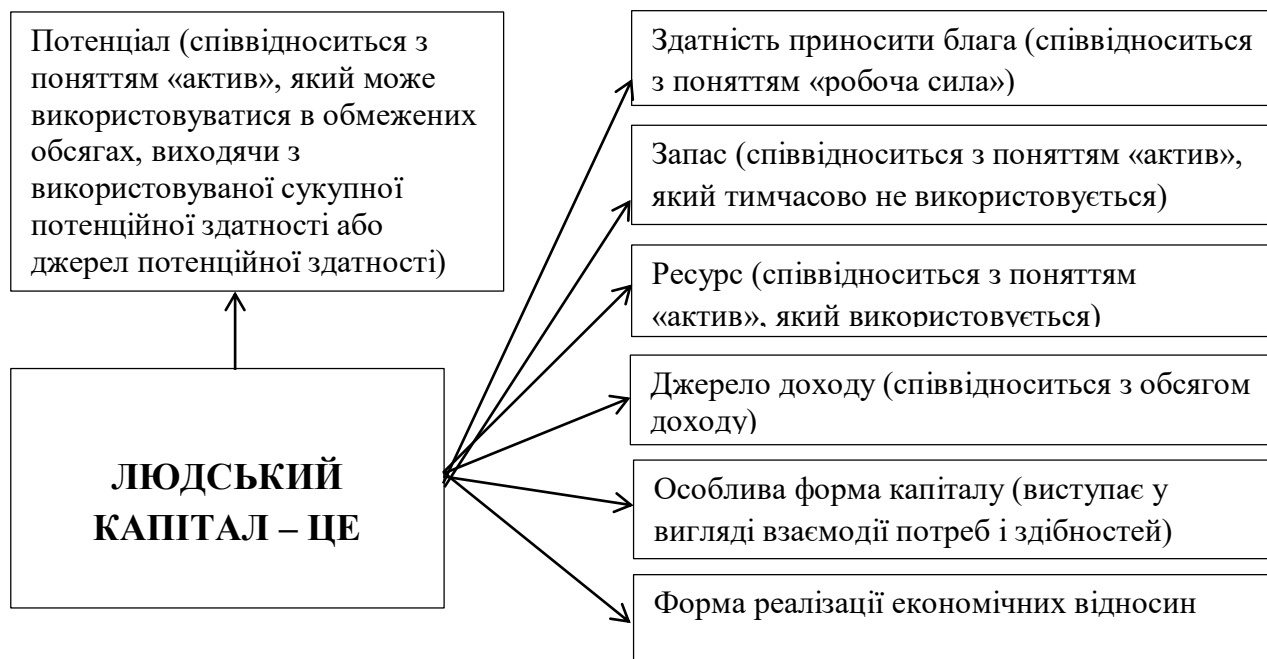 Потенціал (співвідноситься з
поняттям «актив», який може
використовуватися в обмежених
обсягах, виходячи з
використовуваної сукупної
потенційної здатності або
джерел потенційної здатності)
ЛЮДСЬКИЙ
КАПІТАЛ – ЦЕ
Здатність приносити блага (співвідноситься
з поняттям «робоча сила»)
Запас (співвідноситься з поняттям «актив»,
який тимчасово не використовується)
Ресурс (співвідноситься з поняттям
«актив», який використовується)
Джерело доходу (співвідноситься з обсягом
доходу)
Особлива форма капіталу (виступає у
вигляді взаємодії потреб і здібностей)
Форма реалізації економічних відносин